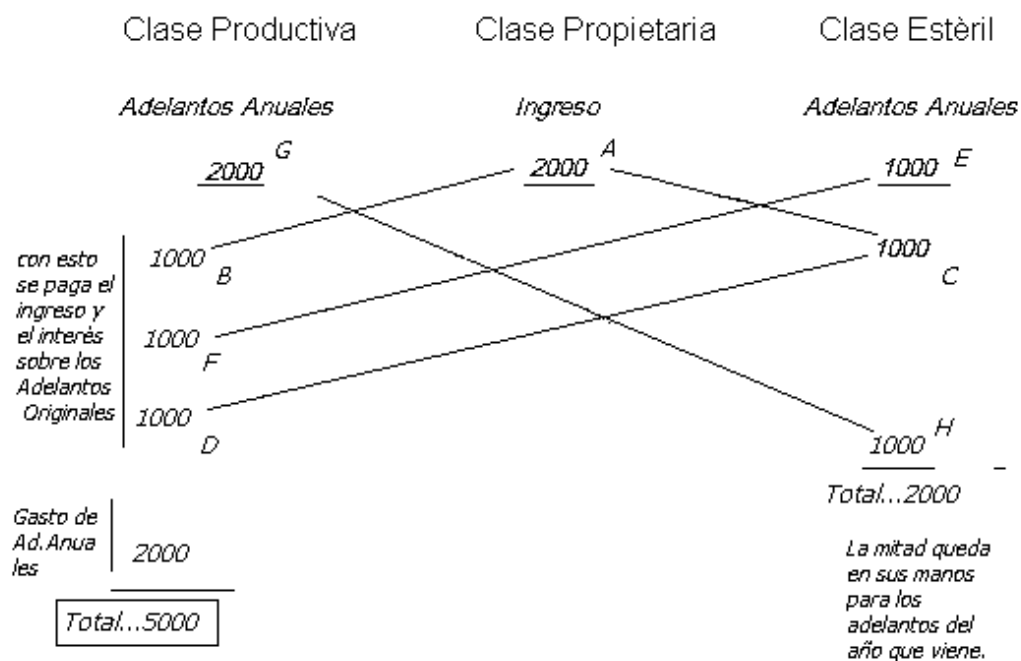 Clase Productiva Clase Propietaria Clase Estèril
Adelantos Anuales Ingreso Adelantos Anuales
2000 G 2000 A 1000 E
con esto
se paga el
ingreso y
el interès
sobre los
Adelantos
Originales
1000 B
1000 F
1000 D
1000 C
1000 H
Total...2000
Gasto de
Ad.Anua
les
2000
Total...5000
La mitad queda
en sus manos
para los
adelantos del
año que viene.